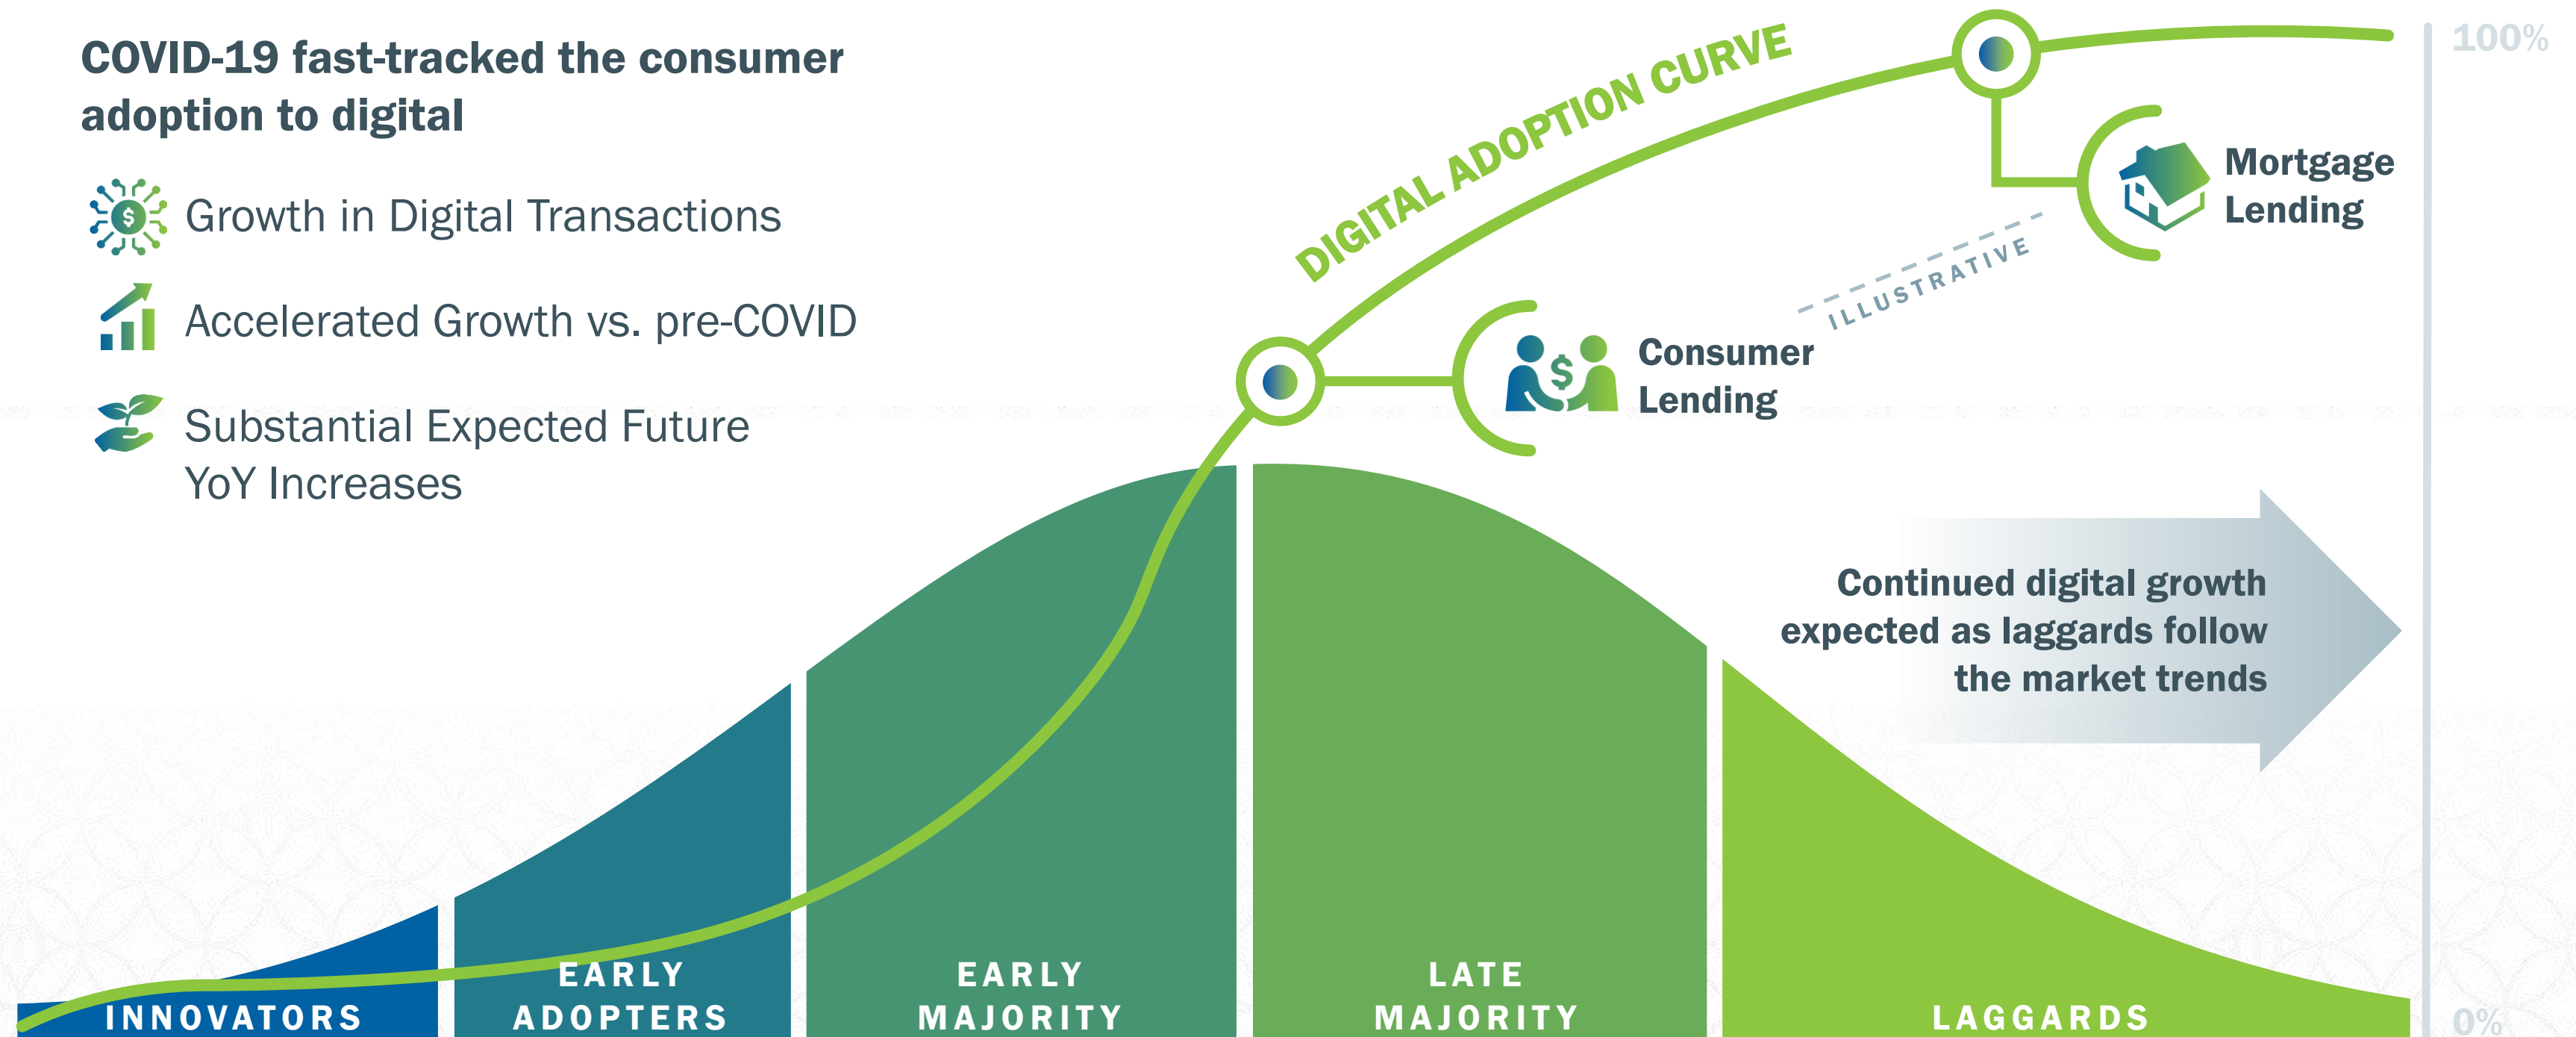 COVID-19 fast-tracked the consumer
adoption to digital
Growth in Digital Transactions
Accelerated Growth vs. pre-COVID
Substantial Expected Future
YoY Increases
DIGITAL ADOPTION CURVE
100%
Mortgage
Lending
ILLUSTRATIVE
$
Consumer
Lending
$
Continued digital growth
expected as laggards follow
the market trends
INNOVATORS
EARLY
ADOPTERS
EARLY
MAJORITY
LATE
MAJORITY
LAGGARDS
0%